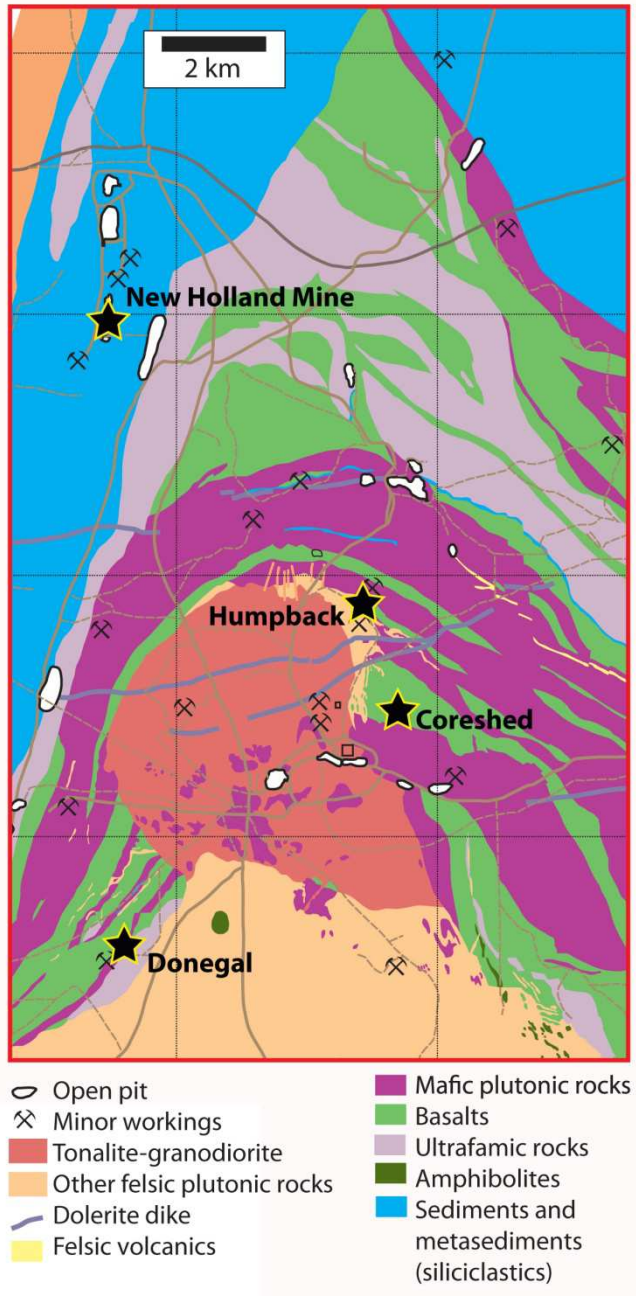 2 km
New Holland Mine
Humpback
Coreshed
Donegal
Open pit
Minor workings
Tonalite-granodiorite
Other felsic plutonic rocks
Dolerite dike
Felsic volcanics
Mafic plutonic rocks
Basalts
Ultrafamic rocks
Amphibolites
Sediments and
metasediments
(siliciclastics)